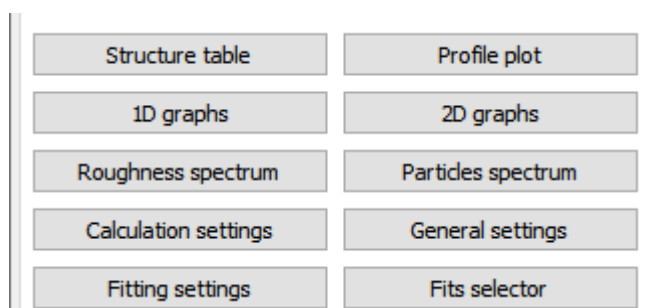 Structure table
Profile plot
1D graphs
2D graphs
Roughness spectrum
Particles spectrum
Calculation settings
General settings
Fitting settings
Fits selector